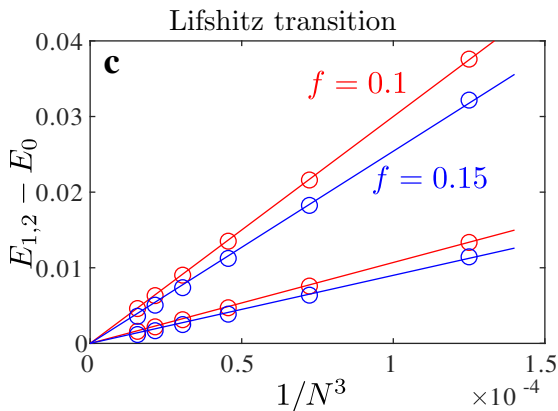 Lifshitz transition
c
0.04
0.03
0.02
0.01
0
E₁,₂ − E₀
f = 0.1
f = 0.15
0 0.5 1 1.5
1/N³ ×10⁻⁴